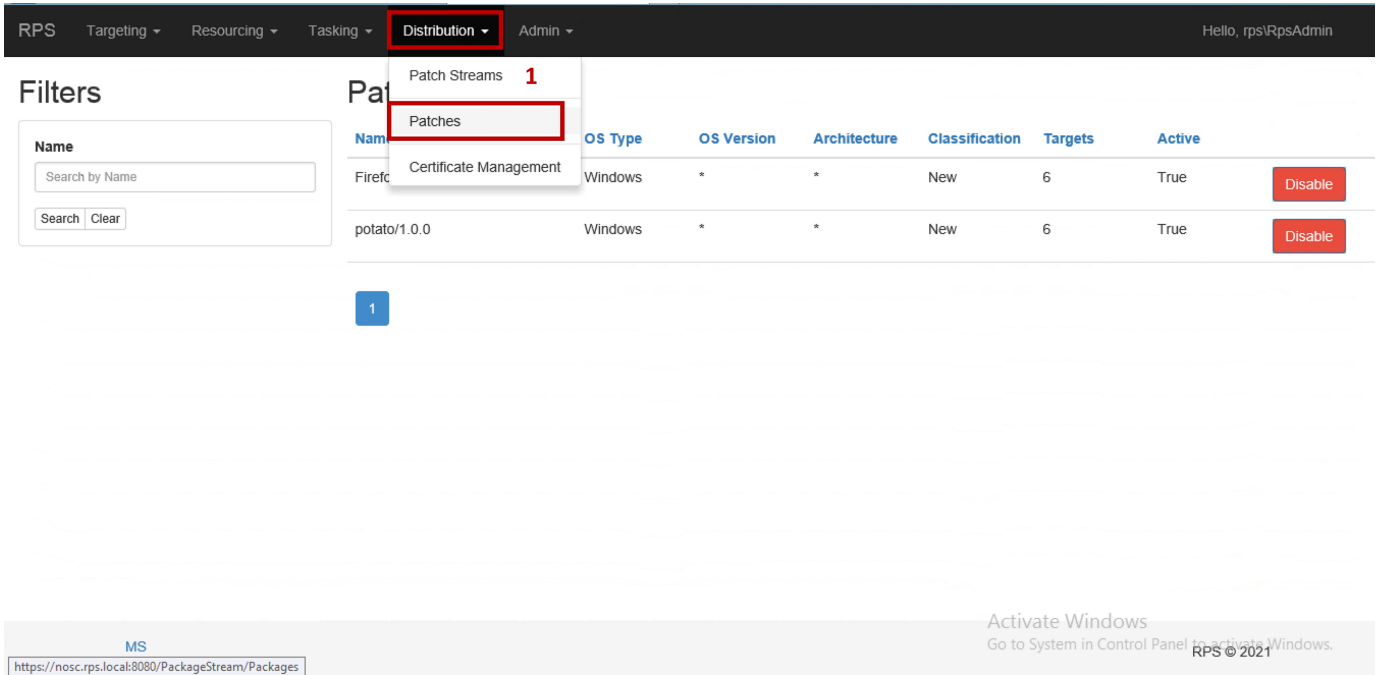 RPS Targeting Resourcing Tasking Distribution Admin Hello, rps\RpsAdmin
Patch Streams 1
Patches
Certificate Management
Filters
Name
Search by Name
Search Clear
OS Type OS Version Architecture Classification Targets Active
Windows * * New 6 True Disable
potato/1.0.0 Windows * * New 6 True Disable
1
Activate Windows
Go to System in Control Panel to activate Windows.
MS
RPS © 2021
https://nosc.rps.local:8080/PackageStream/Packages